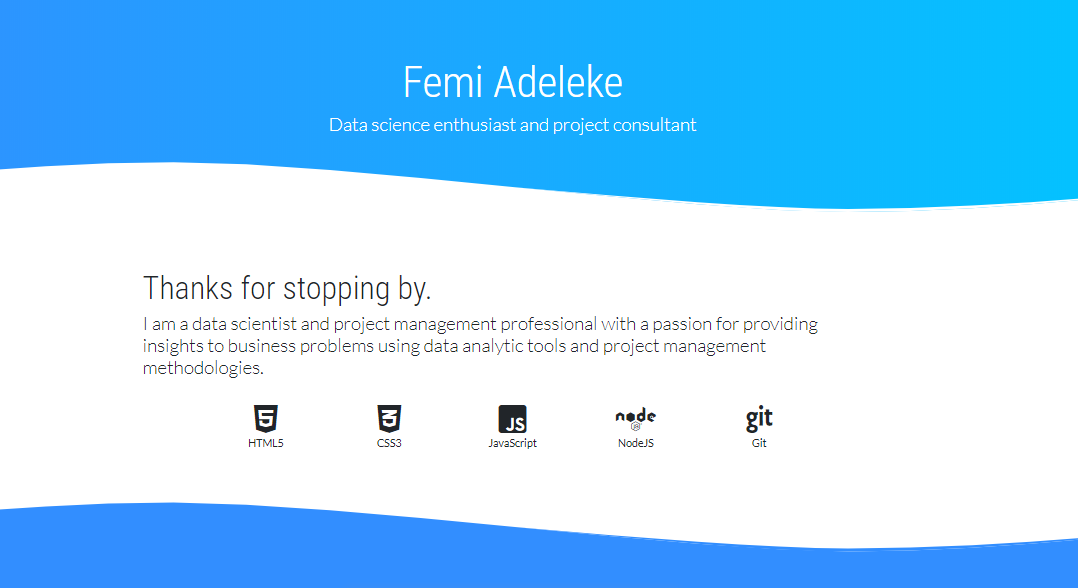 Femi Adeleke
Data science enthusiast and project consultant
Thanks for stopping by.
I am a data scientist and project management professional with a passion for providing
insights to business problems using data analytic tools and project management
methodologies.
JS
node
JS
git
HTML5
CSS3
JavaScript
NodeJS
Git